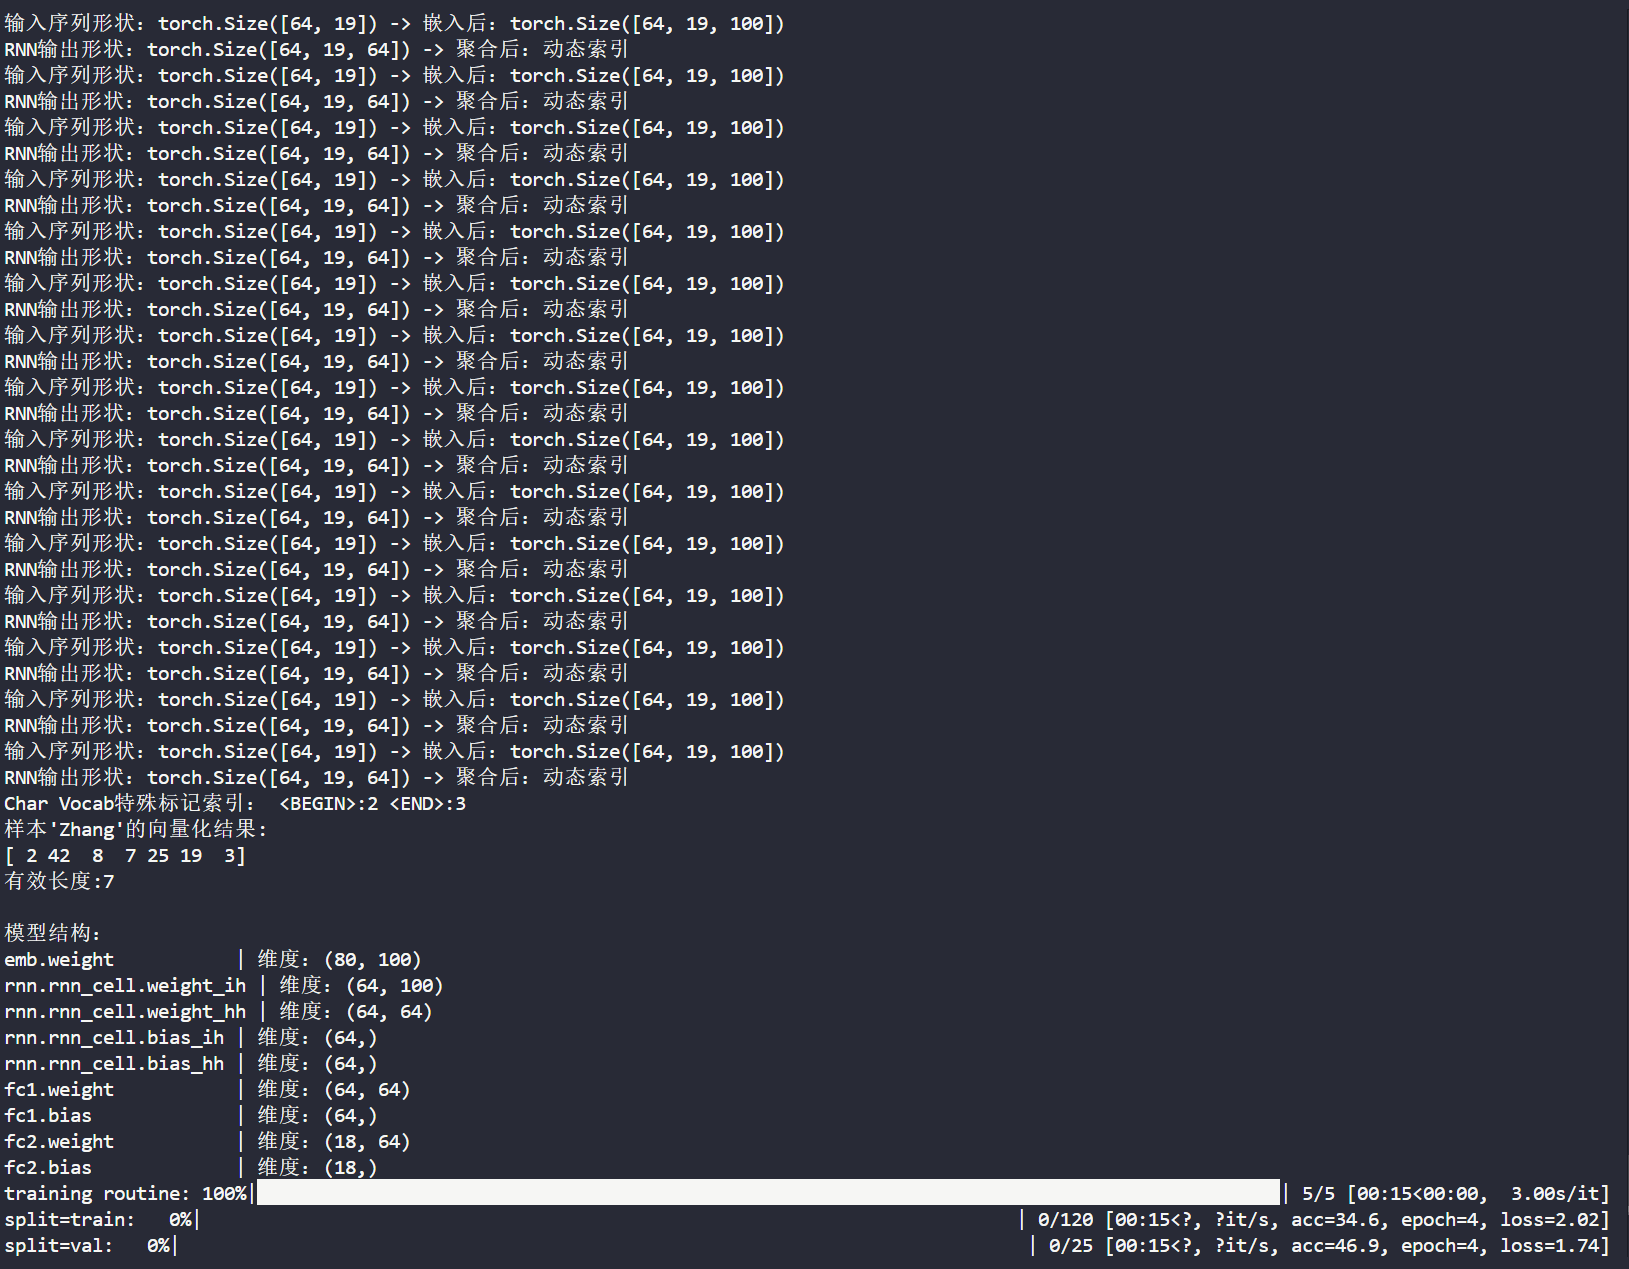 输入序列形状：torch.Size([64, 19]) -> 嵌入后：torch.Size([64, 19, 100])
RNN输出形状：torch.Size([64, 19, 64]) -> 聚合后：动态索引
输入序列形状：torch.Size([64, 19]) -> 嵌入后：torch.Size([64, 19, 100])
RNN输出形状：torch.Size([64, 19, 64]) -> 聚合后：动态索引
输入序列形状：torch.Size([64, 19]) -> 嵌入后：torch.Size([64, 19, 100])
RNN输出形状：torch.Size([64, 19, 64]) -> 聚合后：动态索引
输入序列形状：torch.Size([64, 19]) -> 嵌入后：torch.Size([64, 19, 100])
RNN输出形状：torch.Size([64, 19, 64]) -> 聚合后：动态索引
输入序列形状：torch.Size([64, 19]) -> 嵌入后：torch.Size([64, 19, 100])
RNN输出形状：torch.Size([64, 19, 64]) -> 聚合后：动态索引
输入序列形状：torch.Size([64, 19]) -> 嵌入后：torch.Size([64, 19, 100])
RNN输出形状：torch.Size([64, 19, 64]) -> 聚合后：动态索引
输入序列形状：torch.Size([64, 19]) -> 嵌入后：torch.Size([64, 19, 100])
RNN输出形状：torch.Size([64, 19, 64]) -> 聚合后：动态索引
输入序列形状：torch.Size([64, 19]) -> 嵌入后：torch.Size([64, 19, 100])
RNN输出形状：torch.Size([64, 19, 64]) -> 聚合后：动态索引
输入序列形状：torch.Size([64, 19]) -> 嵌入后：torch.Size([64, 19, 100])
RNN输出形状：torch.Size([64, 19, 64]) -> 聚合后：动态索引
输入序列形状：torch.Size([64, 19]) -> 嵌入后：torch.Size([64, 19, 100])
RNN输出形状：torch.Size([64, 19, 64]) -> 聚合后：动态索引
输入序列形状：torch.Size([64, 19]) -> 嵌入后：torch.Size([64, 19, 100])
RNN输出形状：torch.Size([64, 19, 64]) -> 聚合后：动态索引
输入序列形状：torch.Size([64, 19]) -> 嵌入后：torch.Size([64, 19, 100])
RNN输出形状：torch.Size([64, 19, 64]) -> 聚合后：动态索引
输入序列形状：torch.Size([64, 19]) -> 嵌入后：torch.Size([64, 19, 100])
RNN输出形状：torch.Size([64, 19, 64]) -> 聚合后：动态索引
输入序列形状：torch.Size([64, 19]) -> 嵌入后：torch.Size([64, 19, 100])
RNN输出形状：torch.Size([64, 19, 64]) -> 聚合后：动态索引
输入序列形状：torch.Size([64, 19]) -> 嵌入后：torch.Size([64, 19, 100])
RNN输出形状：torch.Size([64, 19, 64]) -> 聚合后：动态索引
Char Vocab特殊标记索引： <BEGIN>:2 <END>:3
样本'Zhang'的向量化结果:
[ 2 42  8  7 25 19  3]
有效长度:7
模型结构:
emb.weight           | 维度: (80, 100)
rnn.rnn_cell.weight_ih | 维度: (64, 100)
rnn.rnn_cell.weight_hh | 维度: (64, 64)
rnn.rnn_cell.bias_ih | 维度: (64,)
rnn.rnn_cell.bias_hh | 维度: (64,)
fc1.weight           | 维度: (64, 64)
fc1.bias             | 维度: (64,)
fc2.weight           | 维度: (18, 64)
fc2.bias             | 维度: (18,)
training routine: 100%| | 5/5 [00:15<00:00,  3.00s/it]
split=train:   0%| | 0/120 [00:15<?, ?it/s, acc=34.6, epoch=4, loss=2.02]
split=val:   0%| | 0/25 [00:15<?, ?it/s, acc=46.9, epoch=4, loss=1.74]